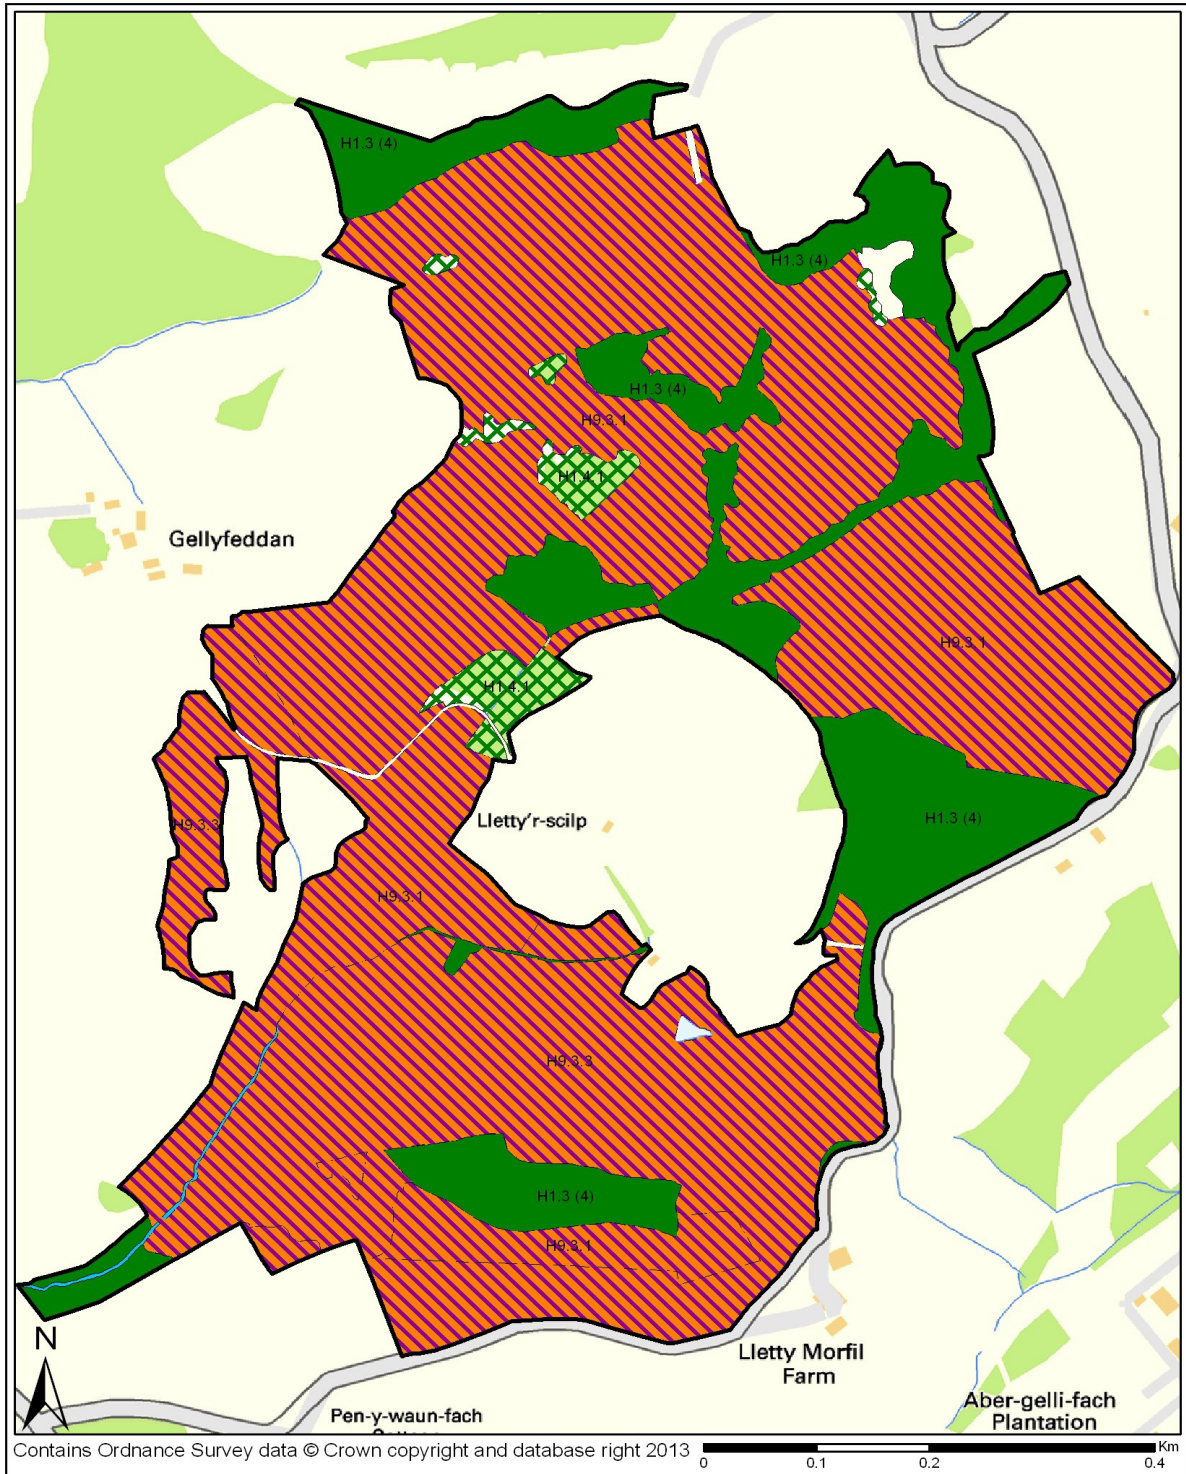 H1.3 (4)
H1.3 (4)
H1.3 (4)
H9.3.1
H1.4.1
Gellyfeddan
H9.3.1
H1.4.1
Lletty'r-scilp
H1.3 (4)
H9.3.3
H9.3.1
H9.3.3
H1.3 (4)
H9.3.1
N
Lletty Morfil
Farm
Aber-gelli-fach
Plantation
Pen-y-waun-fach
Contains Ordnance Survey data © Crown copyright and database right 2013
Km
0 0.1 0.2 0.4